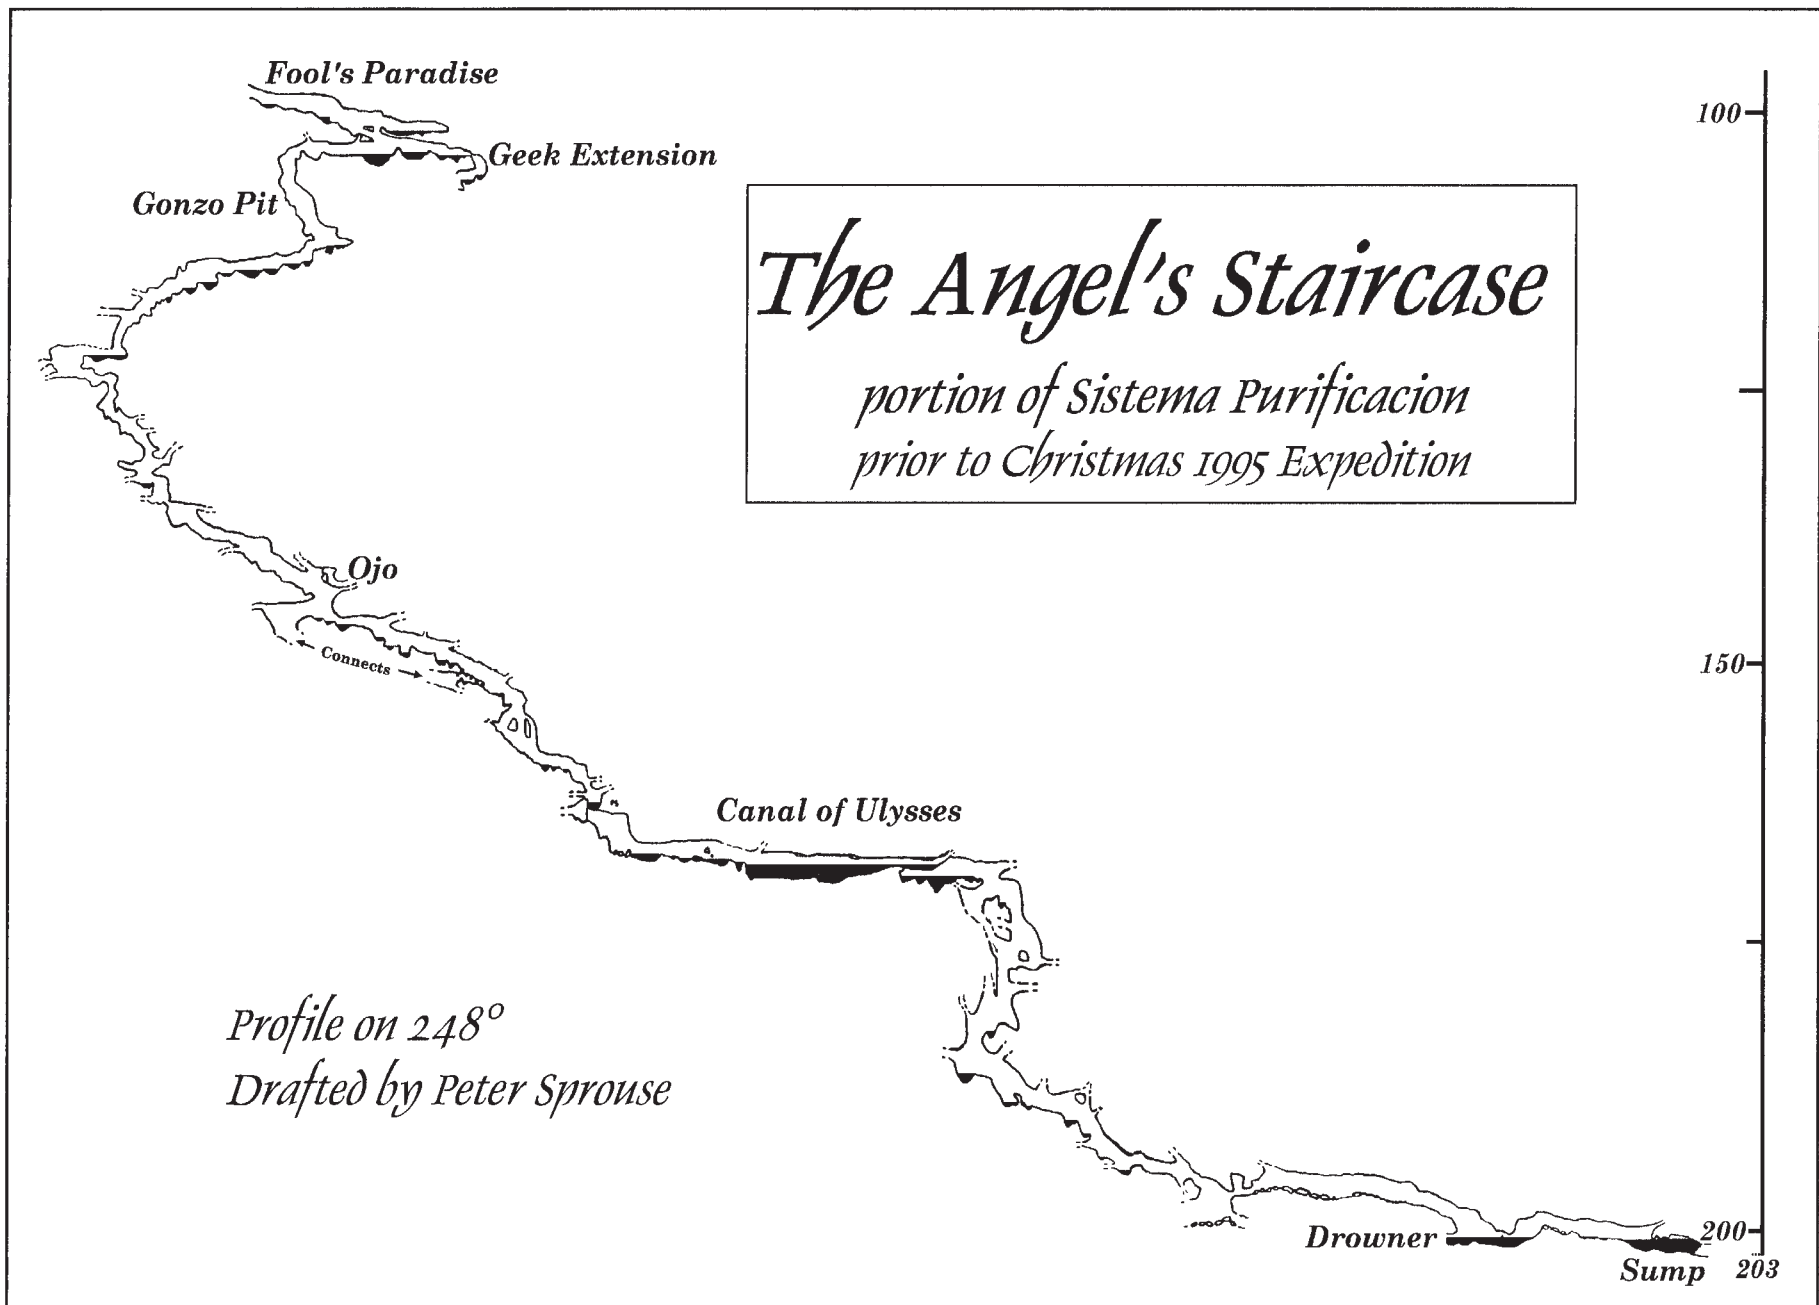 Fool's Paradise
100
Geek Extension
Gonzo Pit
The Angel's Staircase
portion of Sistema Purificacion
prior to Christmas 1995 Expedition
Ojo
Connects
150
Canal of Ulysses
Profile on 248°
Drafted by Peter Sprouse
Drowner
200
Sump
203